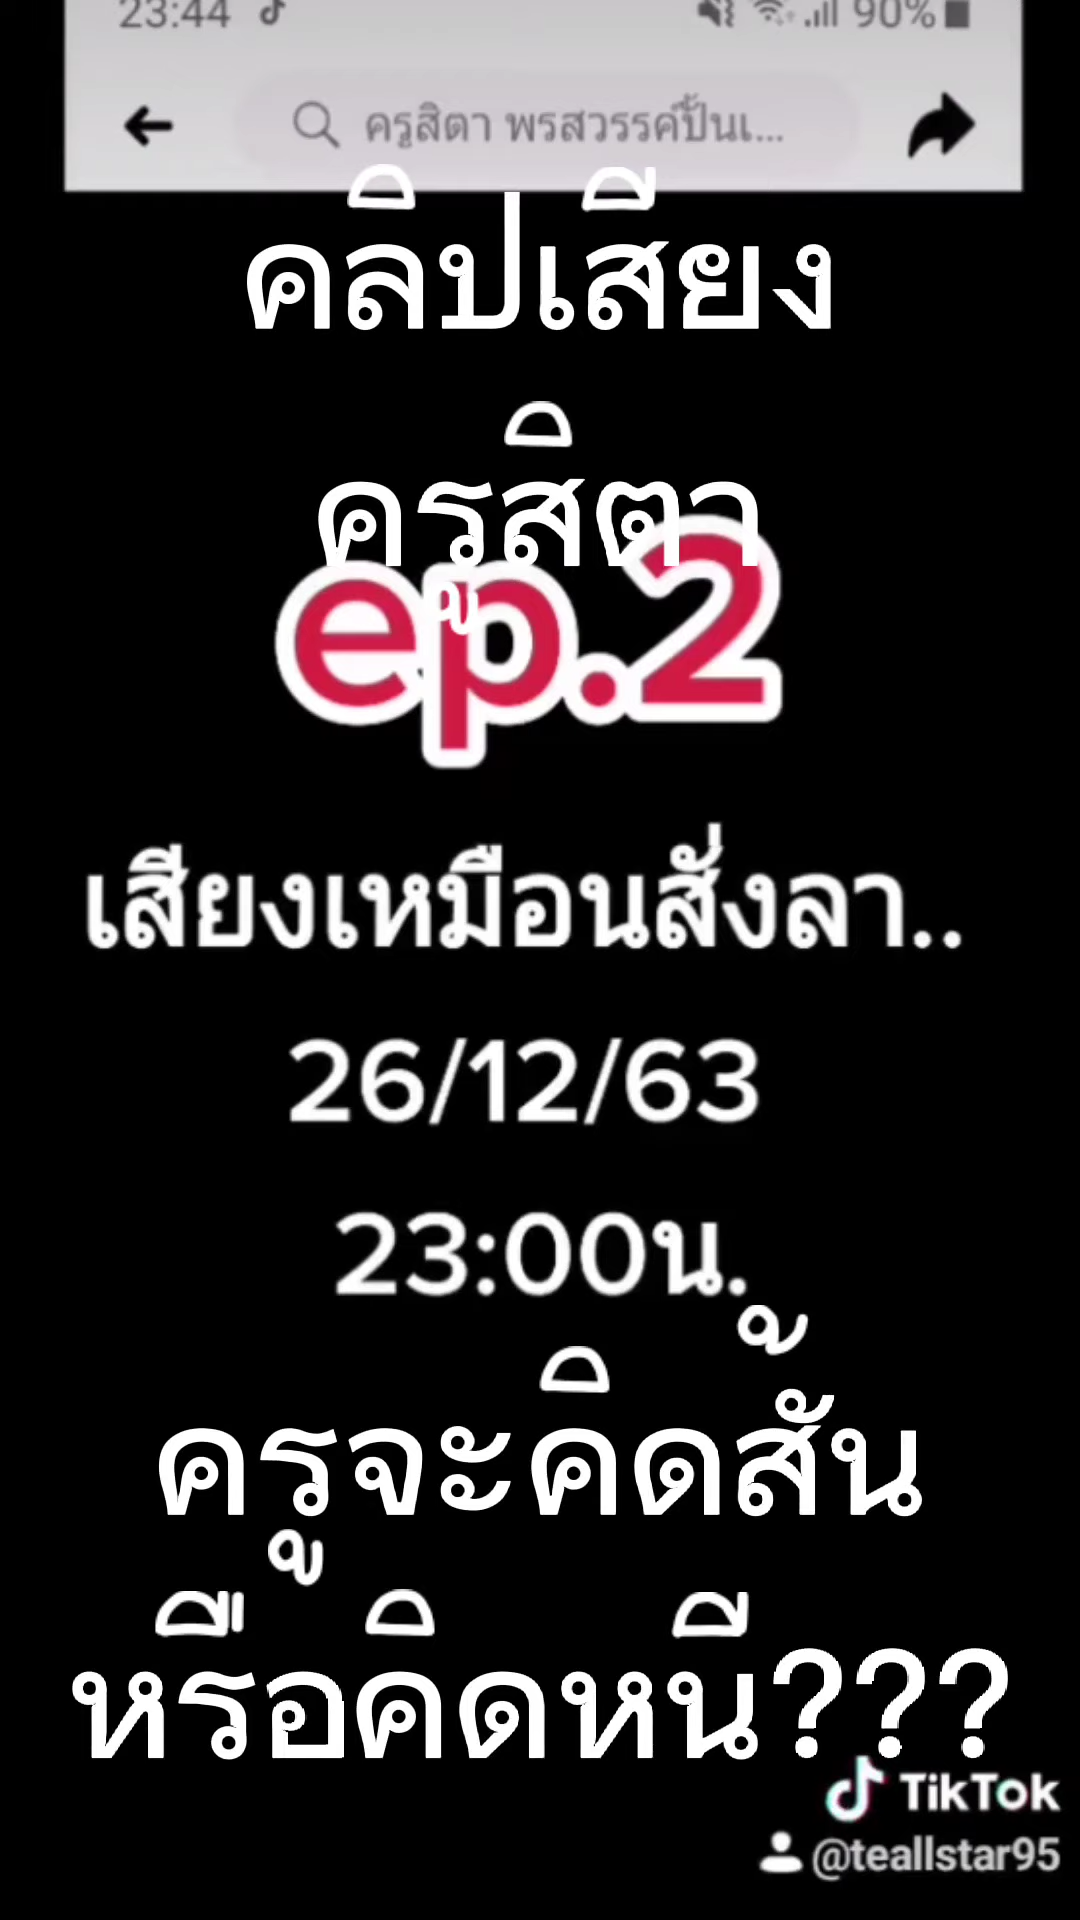 23:44
90%
ครูสิตา พรสวรรค์ปั้นเ...
คลิปเสียง
ครูสิตา
ep.2
เสียงเหมือนสั่งลา..
26/12/63
23:00น.
ครูจะคิดสั้น
หรือคิดหนี???
TikTok
@teallstar95